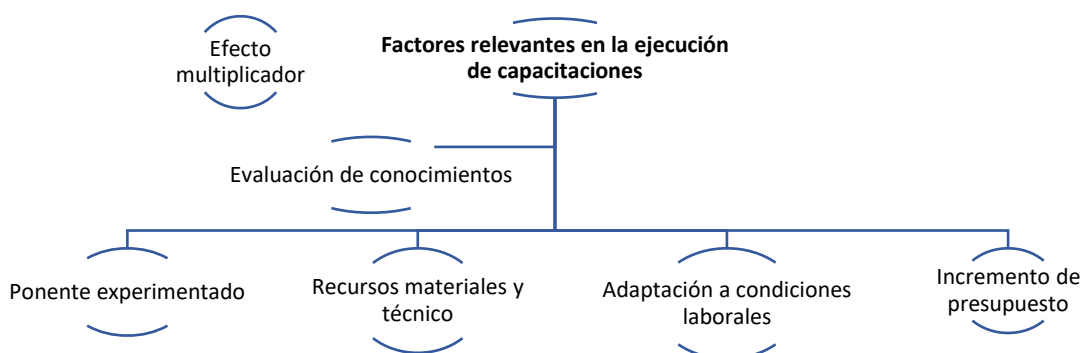 Efecto
multiplicador
Factores relevantes en la ejecución
de capacitaciones
Evaluación de conocimientos
Ponente experimentado
Recursos materiales y
técnico
Adaptación a condiciones
laborales
Incremento de
presupuesto